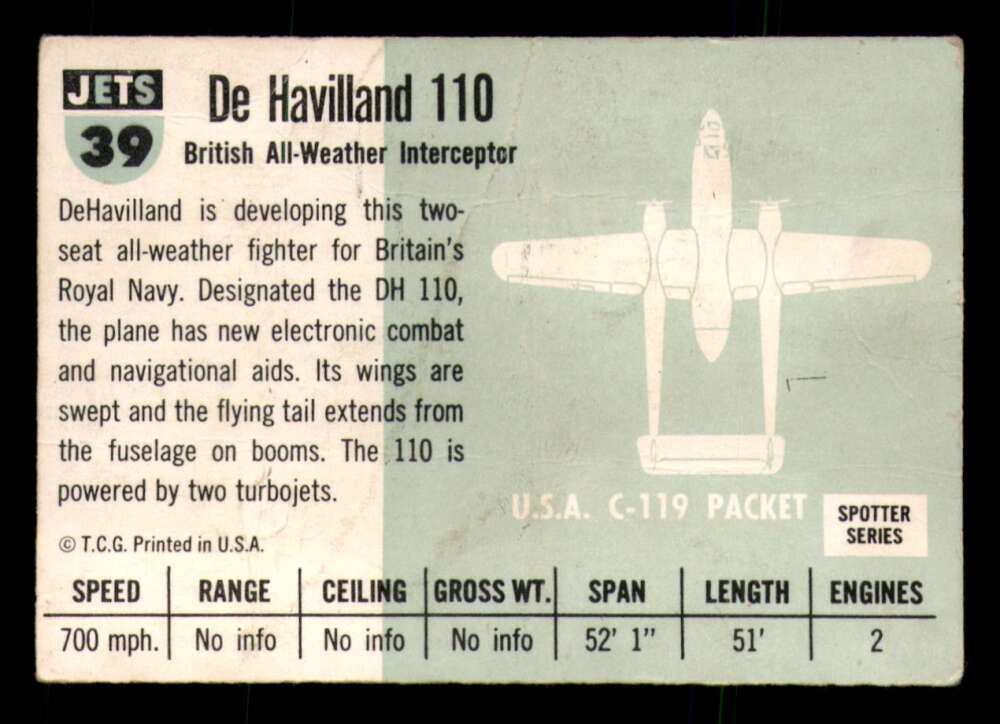 JETS
39
De Havilland 110
British All-Weather Interceptor
DeHavilland is developing this two-
seat all-weather fighter for Britain's
Royal Navy. Designated the DH 110,
the plane has new electronic combat
and navigational aids. Its wings are
swept and the flying tail extends from
the fuselage on booms. The 110 is
powered by two turbojets.
© T.C.G. Printed in U.S.A.
U.S.A. C-119 PACKET
SPOTTER
SERIES
SPEED RANGE CEILING GROSS WT. SPAN LENGTH ENGINES
700 mph. No info No info No info 52' 1" 51' 2